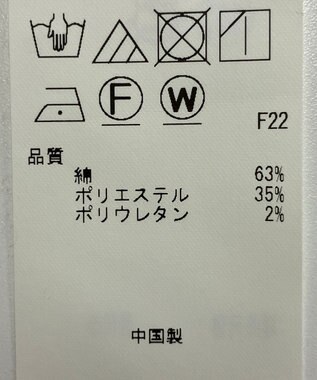 F W F22
品質
綿 63%
ポリエステル 35%
ポリウレタン 2%
中国製